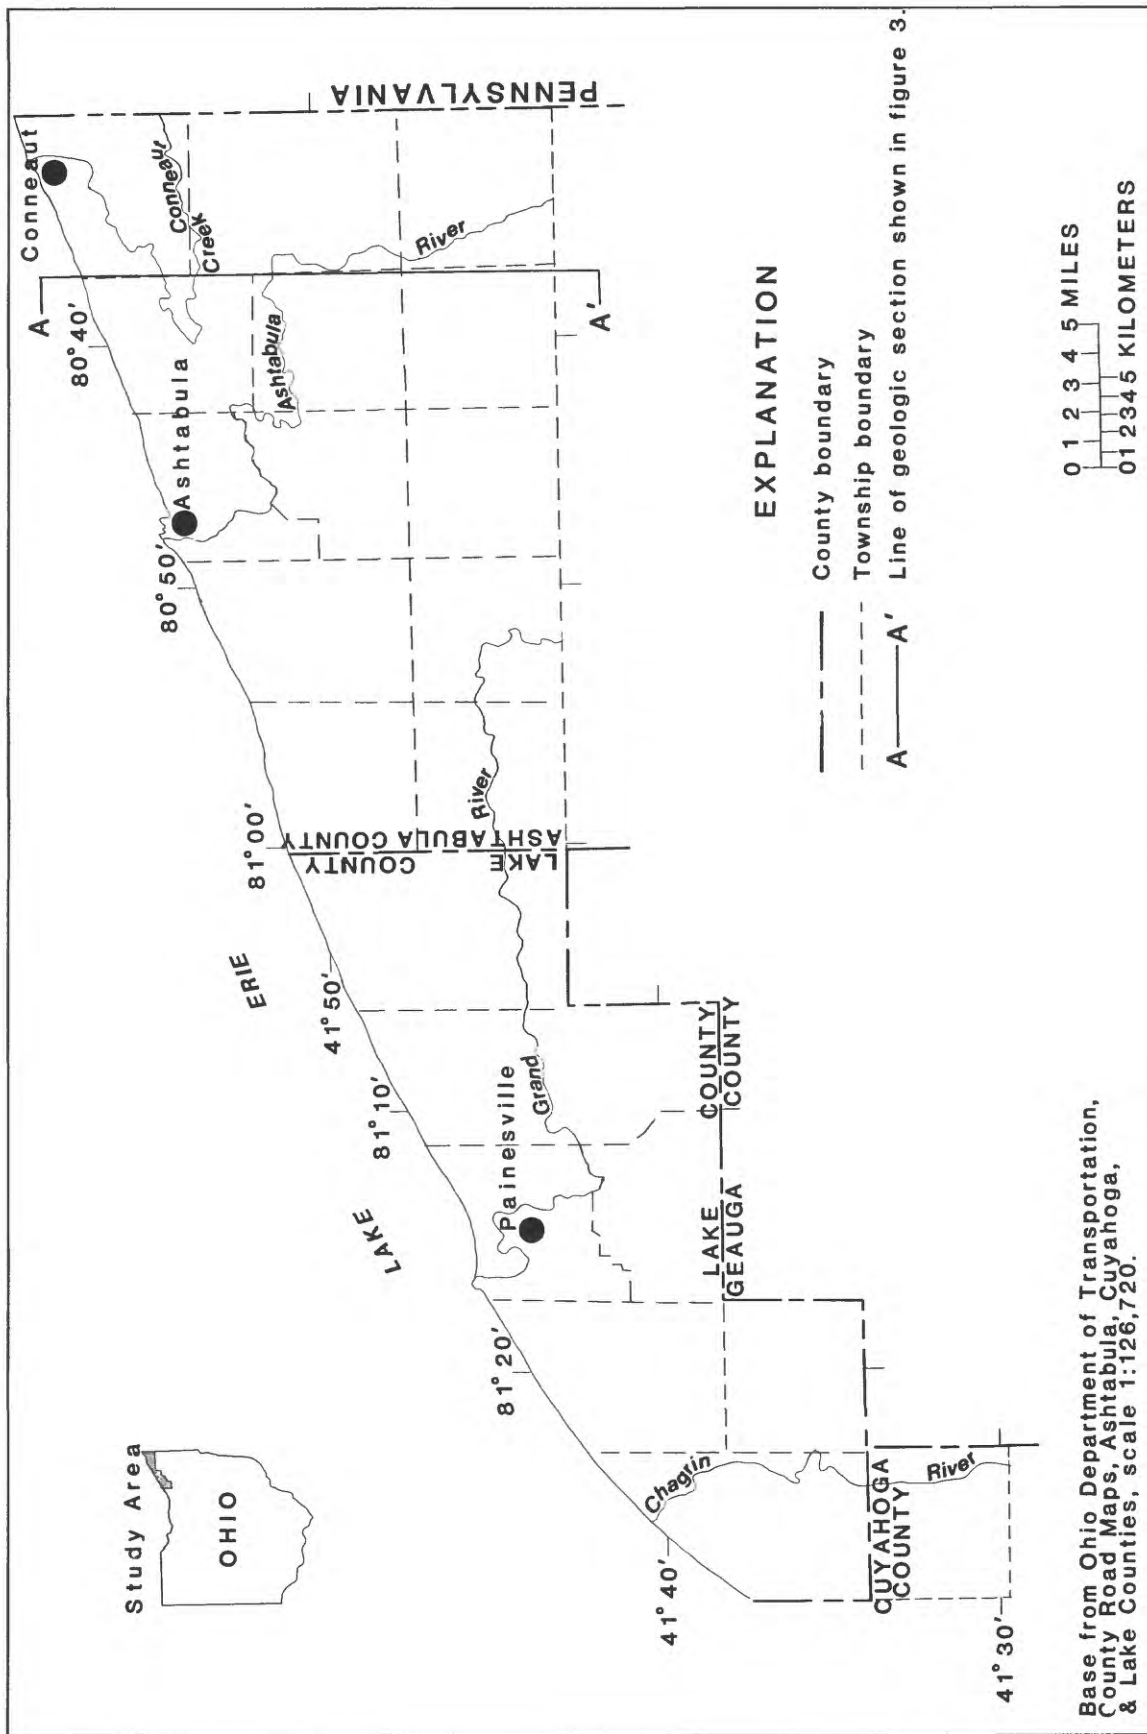 Study Area
OHIO
LAKE ERIE
Conneaut
Conneaut
Creek
A
80° 40'
Ashtabula
Ashtabula
River
A'
PENNSYLVANIA
80° 50'
81° 00'
LAKE COUNTY
ASHTABULA COUNTY
River
41° 50'
81° 10'
Painesville
Grand
LAKE COUNTY
GEAUGA COUNTY
81° 20'
Chagrin
River
41° 40'
CUYAHOGA
COUNTY
41° 30'
EXPLANATION
County boundary
Township boundary
A A' Line of geologic section shown in figure 3.
0 1 2 3 4 5 MILES
0 1 2 3 4 5 KILOMETERS
Base from Ohio Department of Transportation,
County Road Maps, Ashtabula, Cuyahoga,
& Lake Counties, scale 1:126,720.